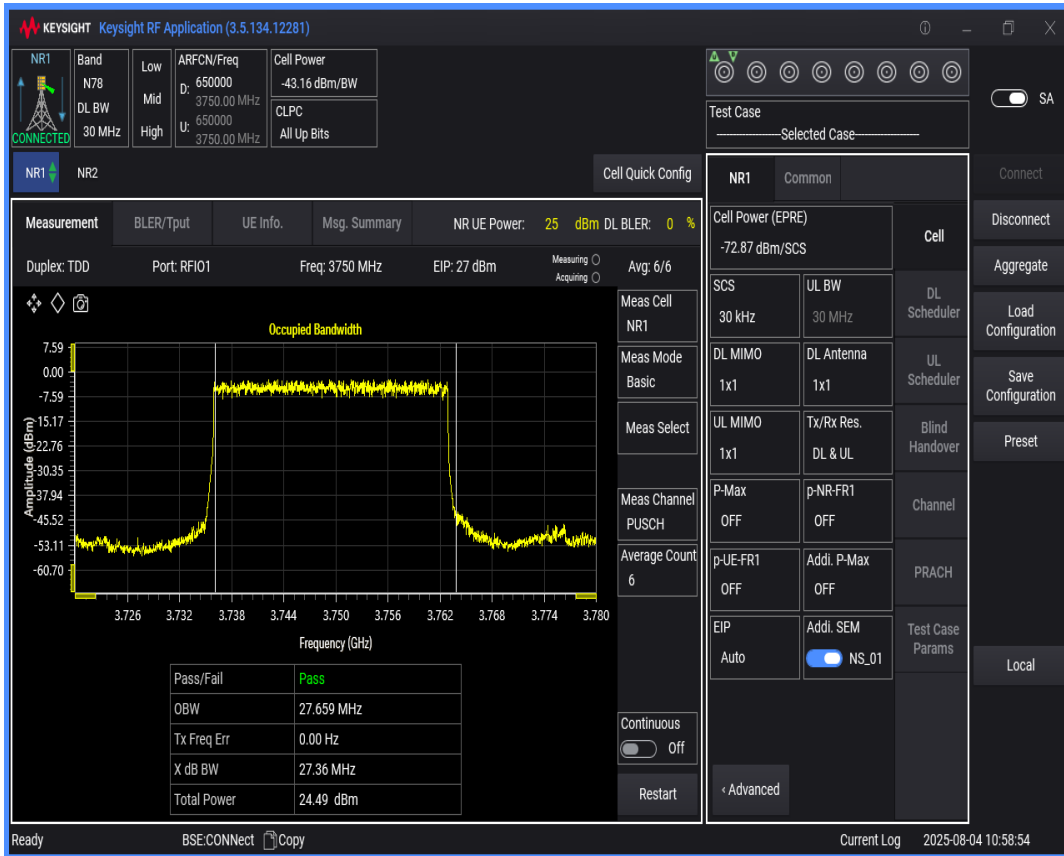 KEYSIGHT Keysight RF Application (3.5.134.12281)
NR1
CONNECTED
Band
N78
DL BW
30 MHz
Low
Mid
High
ARFCN/Freq
D: 650000
3750.00 MHz
U: 650000
3750.00 MHz
Cell Power
-43.16 dBm/BW
CLPC
All Up Bits
Test Case
--------------------Selected Case--------------------
SA
NR1
NR2
Cell Quick Config
Measurement
BLER/Tput
UE Info.
Msg. Summary
NR UE Power: 25 dBm DL BLER: 0 %
Duplex: TDD
Port: RFIO1
Freq: 3750 MHz
EIP: 27 dBm
Measuring
Acquiring
Avg: 6/6
Occupied Bandwidth
Amplitude (dBm)
7.59
0.00
-7.59
-15.17
-22.76
-30.35
-37.94
-45.52
-53.11
-60.70
3.726 3.732 3.738 3.744 3.750 3.756 3.762 3.768 3.774 3.780
Frequency (GHz)
Pass/Fail Pass
OBW 27.659 MHz
Tx Freq Err 0.00 Hz
X dB BW 27.36 MHz
Total Power 24.49 dBm
Meas Cell
NR1
Meas Mode
Basic
Meas Select
Meas Channel
PUSCH
Average Count
6
Continuous
Off
Restart
NR1
Common
Cell Power (EPRE)
-72.87 dBm/SCS
SCS
30 kHz
UL BW
30 MHz
DL MIMO
1x1
DL Antenna
1x1
UL MIMO
1x1
Tx/Rx Res.
DL & UL
P-Max
OFF
p-NR-FR1
OFF
p-UE-FR1
OFF
Addi. P-Max
OFF
EIP
Auto
Addi. SEM
NS_01
‹ Advanced
Cell
DL
Scheduler
UL
Scheduler
Blind
Handover
Channel
PRACH
Test Case
Params
Connect
Disconnect
Aggregate
Load
Configuration
Save
Configuration
Preset
Local
Ready
BSE:CONNect
Copy
Current Log
2025-08-04 10:58:54